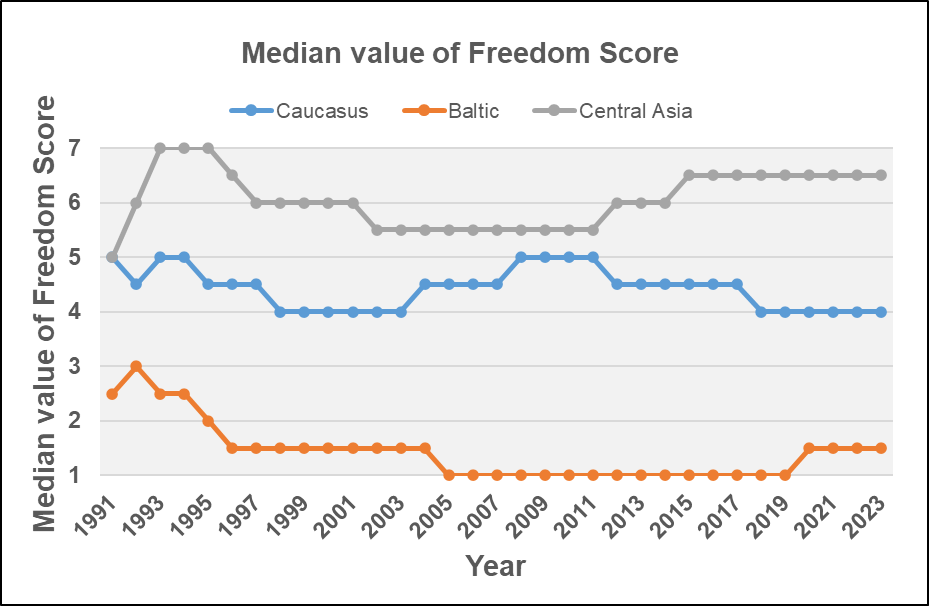 Median value of Freedom Score
Caucasus Baltic Central Asia
Median value of Freedom Score
7
6
5
4
3
2
1
1991 1993 1995 1997 1999 2001 2003 2005 2007 2009 2011 2013 2015 2017 2019 2021 2023
Year